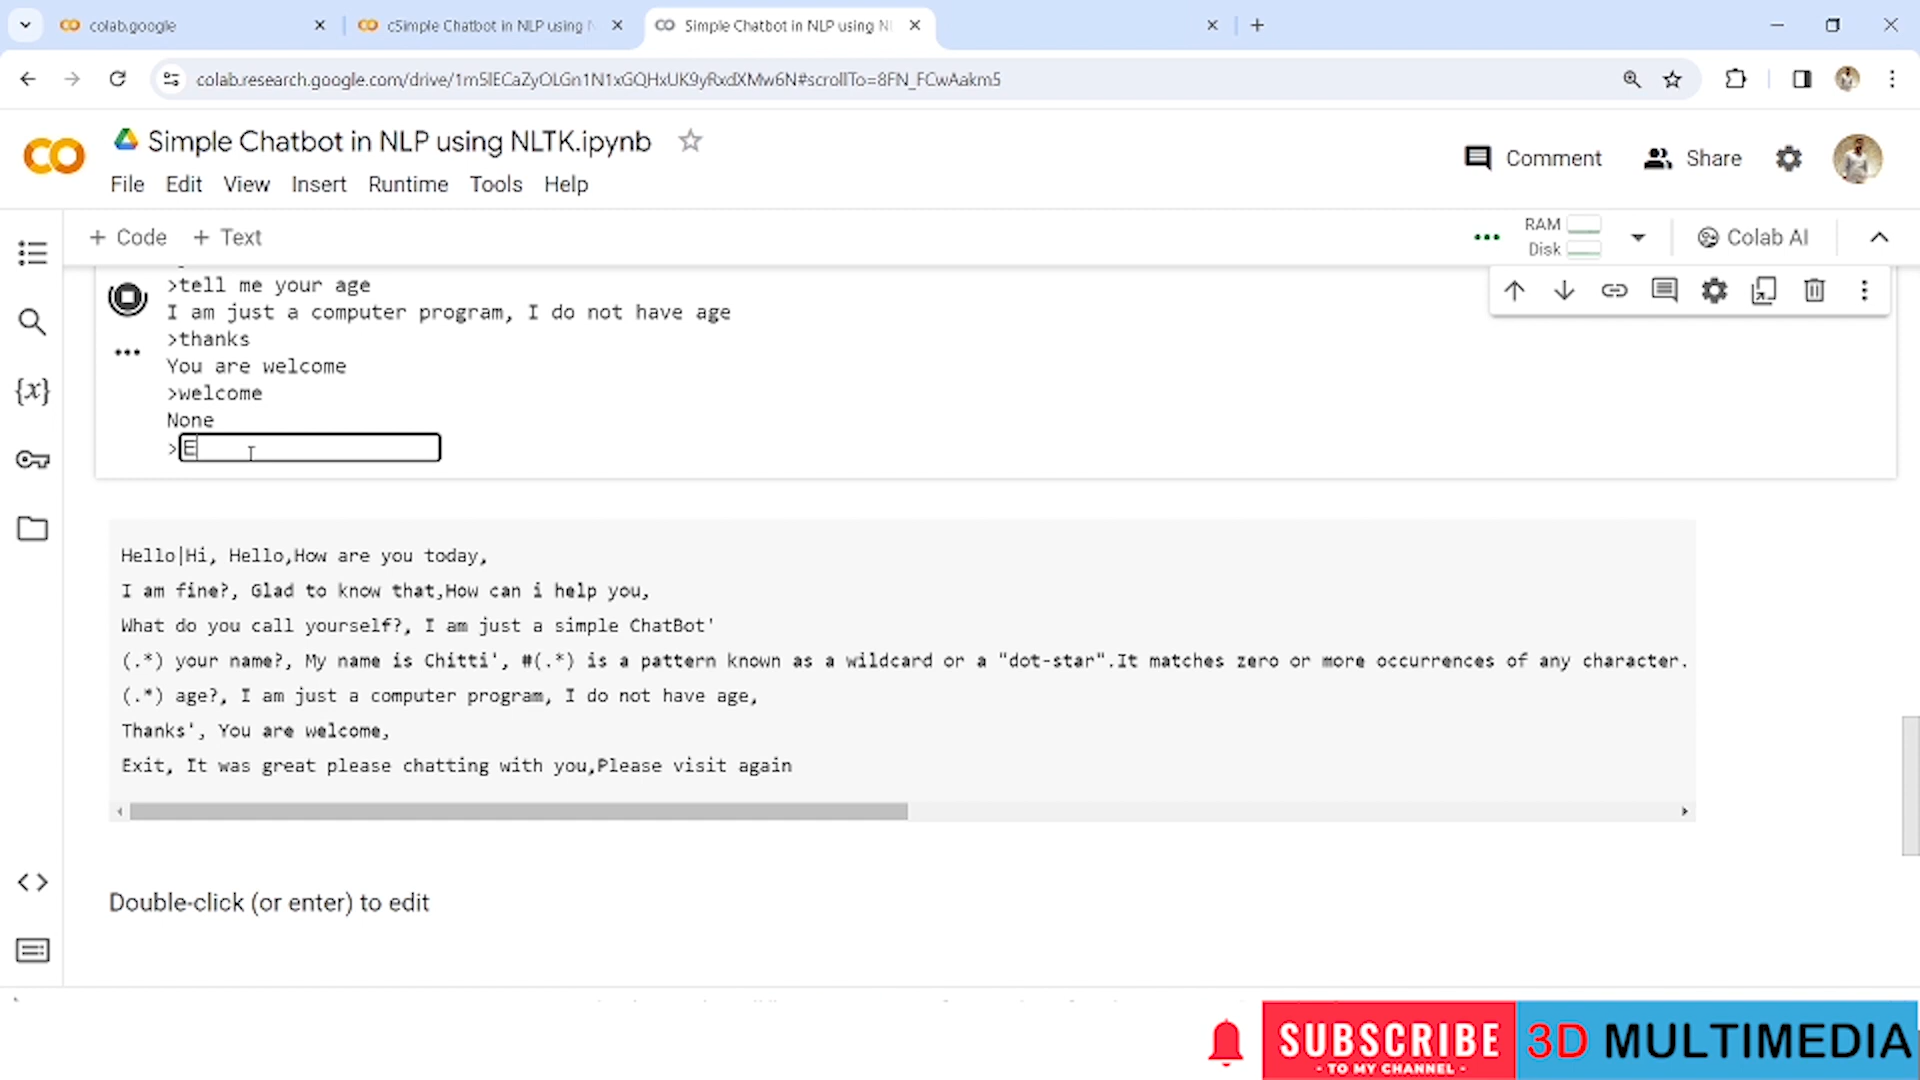 colab.google
cSimple Chatbot in NLP using
Simple Chatbot in NLP using
colab.research.google.com/drive/1m5lECaZyOLGn1N1xGQHxUK9yRxdXMw6N#scrollTo=8FN_FCwAakm5
CO
Simple Chatbot in NLP using NLTK.ipynb
Comment
Share
File Edit View Insert Runtime Tools Help
+ Code + Text
RAM
Disk
Colab AI
{x}
>tell me your age
I am just a computer program, I do not have age
>thanks
You are welcome
>welcome
None
>E
Hello|Hi, Hello,How are you today,
I am fine?, Glad to know that,How can i help you,
What do you call yourself?, I am just a simple ChatBot'
(.*) your name?, My name is Chitti', #(.*) is a pattern known as a wildcard or a "dot-star".It matches zero or more occurrences of any character.
(.*) age?, I am just a computer program, I do not have age,
Thanks', You are welcome,
Exit, It was great please chatting with you,Please visit again
Double-click (or enter) to edit
SUBSCRIBE
- TO MY CHANNEL -
3D MULTIMEDIA